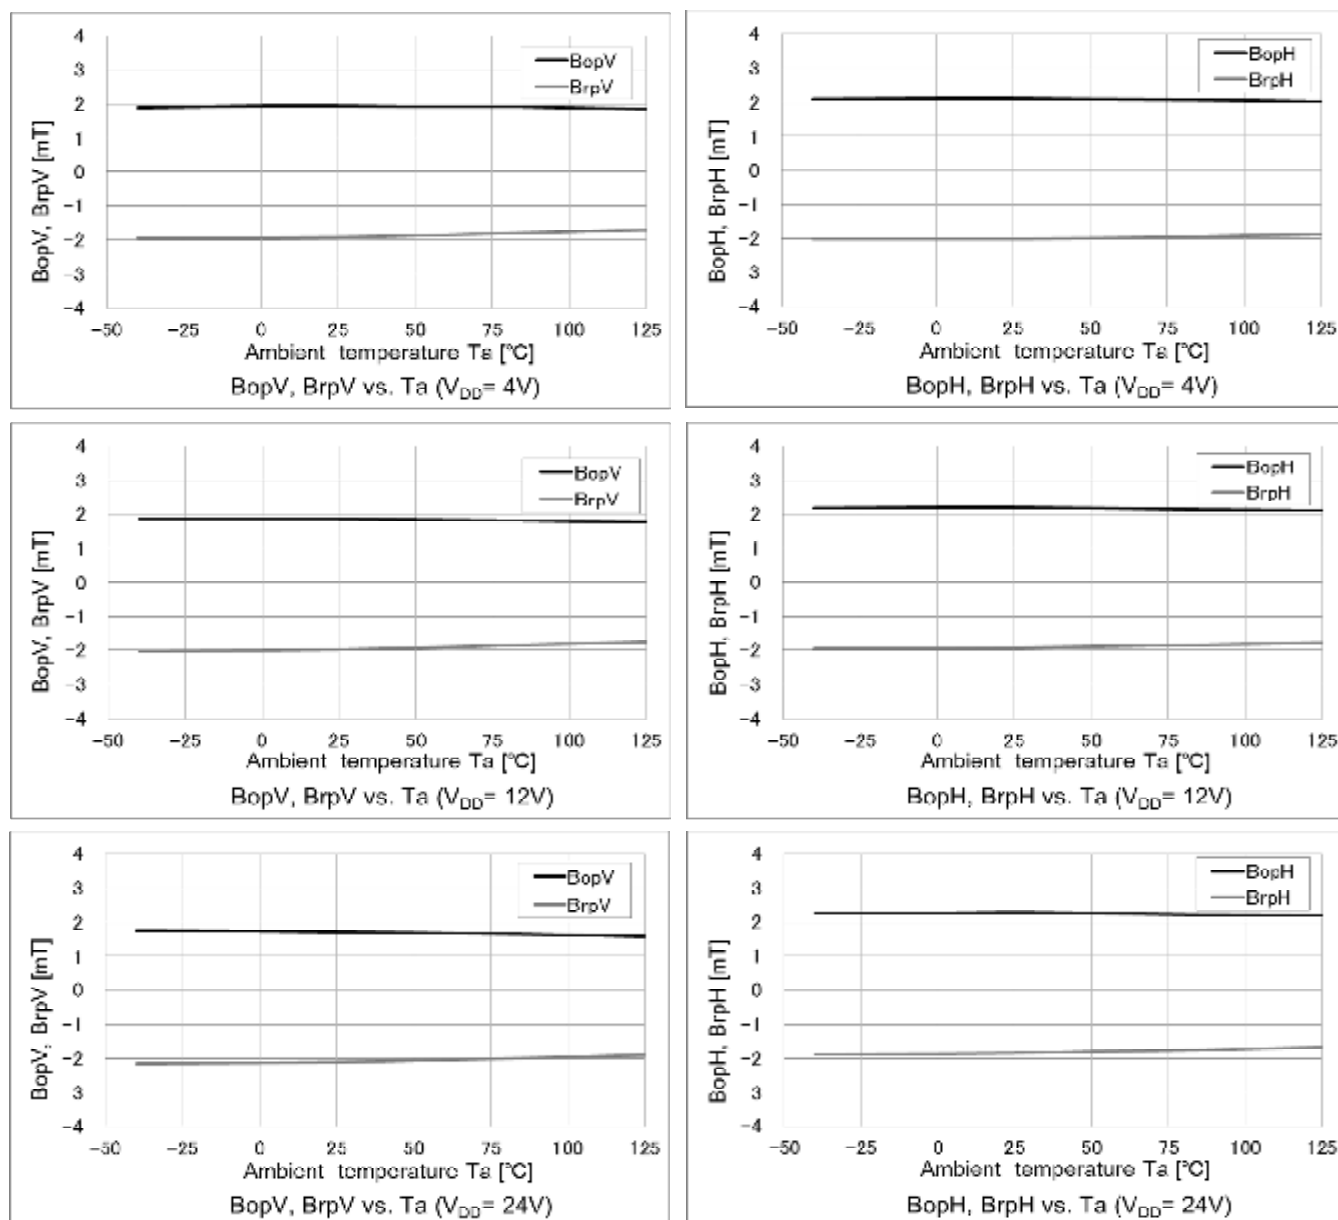 4
3
2
1
0
-1
-2
-3
-4
BopV, BrpV [mT]
BopV
BrpV
-50 -25 0 25 50 75 100 125
Ambient temperature Ta [°C]
BopV, BrpV vs. Ta (VDD= 4V)
4
3
2
1
0
-1
-2
3
-4
BopH, BrpH [mT]
BopH
BrpH
-50 -25 0 25 50 75 100 125
Ambient temperature Ta [°C]
BopH, BrpH vs. Ta (VDD= 4V)
4
3
2
1
0
-1
-2
-3
-4
BopV, BrpV [mT]
BopV
BrpV
-50 -25 0 25 50 75 100 125
Ambient temperature Ta [°C]
BopV, BrpV vs. Ta (VDD= 12V)
4
3
2
1
0
-1
-2
-3
-4
BopH, BrpH [mT]
BopH
BrpH
-50 -25 0 25 50 75 100 125
Ambient temperature Ta [°C]
BopH, BrpH vs. Ta (VDD= 12V)
4
3
2
1
0
-1
-2
3
-4
BopV, BrpV [mT]
BopV
BrpV
-50 -25 0 25 50 75 100 125
Ambient temperature Ta [°C]
BopV, BrpV vs. Ta (VDD= 24V)
4
3
2
1
0
-1
-2
3
-4
BopH, BrpH [mT]
BopH
BrpH
-50 -25 0 25 50 75 100 125
Ambient temperature Ta [°C]
BopH, BrpH vs. Ta (VDD= 24V)